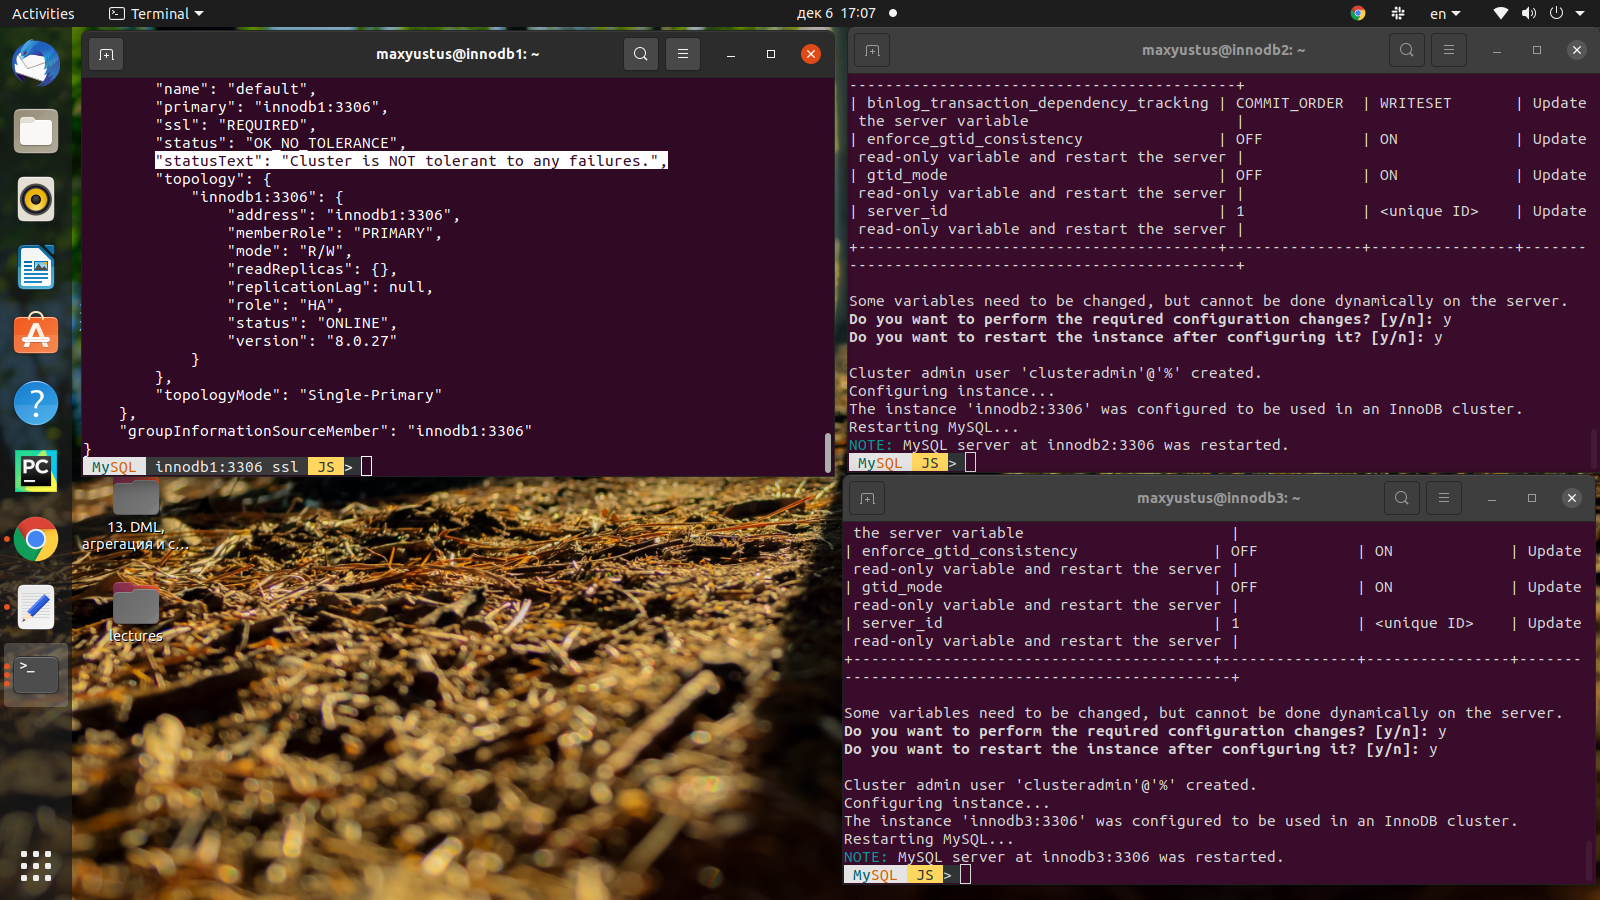 Activities
Terminal
дек 6 17:07
en
maxyustus@innodb1: ~
"name": "default",
"primary": "innodb1:3306",
"ssl": "REQUIRED",
"status": "OK_NO_TOLERANCE",
"statusText": "Cluster is NOT tolerant to any failures.",
"topology": {
"innodb1:3306": {
"address": "innodb1:3306",
"memberRole": "PRIMARY",
"mode": "R/W",
"readReplicas": {},
"replicationLag": null,
"role": "HA",
"status": "ONLINE",
"version": "8.0.27"
}
},
"topologyMode": "Single-Primary"
},
"groupInformationSourceMember": "innodb1:3306"
}
MySQL innodb1:3306 ssl JS >
maxyustus@innodb2: ~
-------------------------------------------+
| binlog_transaction_dependency_tracking | COMMIT_ORDER | WRITESET | Update
the server variable |
| enforce_gtid_consistency | OFF | ON | Update
read-only variable and restart the server |
| gtid_mode | OFF | ON | Update
read-only variable and restart the server |
| server_id | 1 | <unique ID> | Update
read-only variable and restart the server |
+----------------------------------------+---------------+----------------+-------
-------------------------------------------+
Some variables need to be changed, but cannot be done dynamically on the server.
Do you want to perform the required configuration changes? [y/n]: y
Do you want to restart the instance after configuring it? [y/n]: y
Cluster admin user 'clusteradmin'@'%' created.
Configuring instance...
The instance 'innodb2:3306' was configured to be used in an InnoDB cluster.
Restarting MySQL...
NOTE: MySQL server at innodb2:3306 was restarted.
MySQL JS >
maxyustus@innodb3: ~
the server variable |
| enforce_gtid_consistency | OFF | ON | Update
read-only variable and restart the server |
| gtid_mode | OFF | ON | Update
read-only variable and restart the server |
| server_id | 1 | <unique ID> | Update
read-only variable and restart the server |
+----------------------------------------+---------------+----------------+-------
-------------------------------------------+
Some variables need to be changed, but cannot be done dynamically on the server.
Do you want to perform the required configuration changes? [y/n]: y
Do you want to restart the instance after configuring it? [y/n]: y
Cluster admin user 'clusteradmin'@'%' created.
Configuring instance...
The instance 'innodb3:3306' was configured to be used in an InnoDB cluster.
Restarting MySQL...
NOTE: MySQL server at innodb3:3306 was restarted.
MySQL JS >
13. DML,
агрегация и с...
lectures
PC